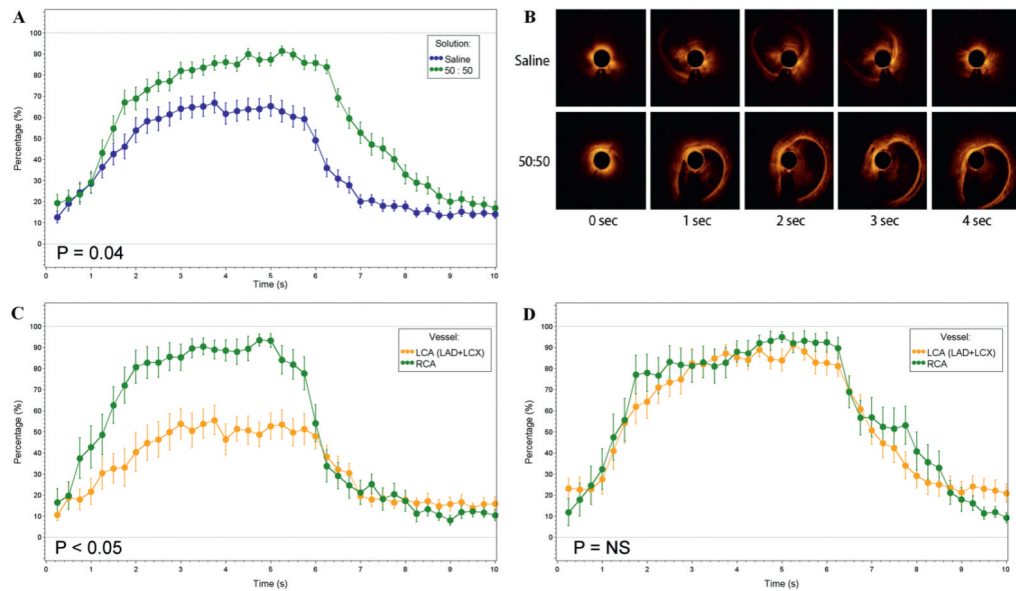 A
Percentage (%)
100
90
80
70
60
50
40
30
20
10
0
Solution:
Saline
50 : 50
P = 0.04
0 1 2 3 4 5 6 7 8 9 10
Time (s)
B
Saline
50:50
0 sec 1 sec 2 sec 3 sec 4 sec
C
Percentage (%)
100
90
80
70
60
50
40
30
20
10
0
Vessel:
LCA (LAD+LCX)
RCA
P < 0.05
0 1 2 3 4 5 6 7 8 9 10
Time (s)
D
Percentage (%)
100
90
80
70
60
50
40
30
20
10
0
Vessel:
LCA (LAD+LCX)
RCA
P = NS
0 1 2 3 4 5 6 7 8 9 10
Time (s)